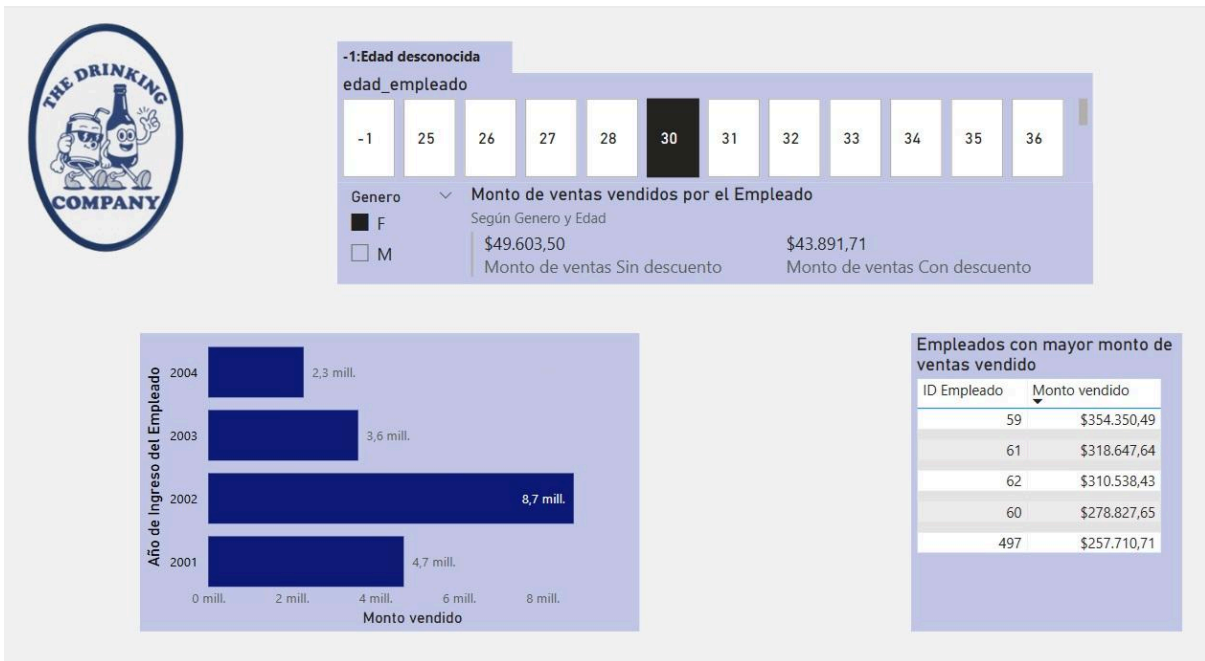 THE DRINKING
COMPANY
-1:Edad desconocida
edad_empleado
-1 25 26 27 28 30 31 32 33 34 35 36
Genero
F
M
Monto de ventas vendidos por el Empleado
Según Genero y Edad
$49.603,50 $43.891,71
Monto de ventas Sin descuento Monto de ventas Con descuento
Año de Ingreso del Empleado
2004 2,3 mill.
2003 3,6 mill.
2002 8,7 mill.
2001 4,7 mill.
0 mill. 2 mill. 4 mill. 6 mill. 8 mill.
Monto vendido
Empleados con mayor monto de
ventas vendido
ID Empleado Monto vendido
59 $354.350,49
61 $318.647,64
62 $310.538,43
60 $278.827,65
497 $257.710,71